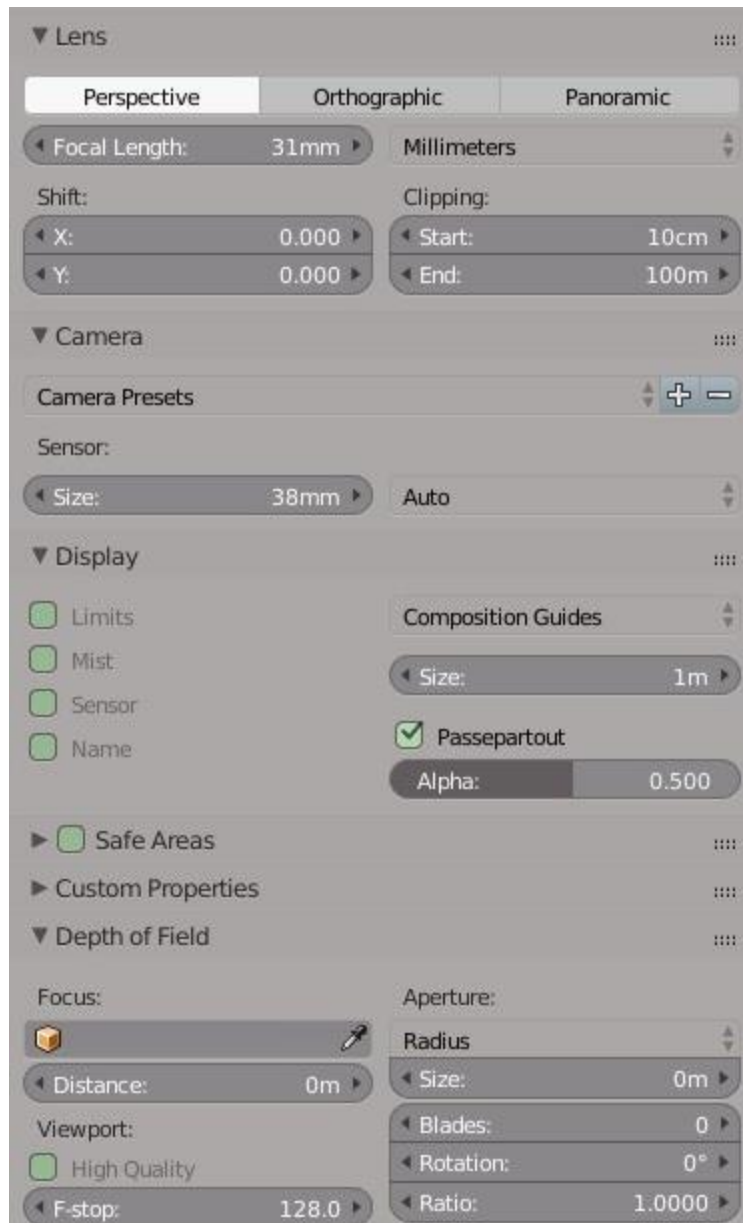 Lens
Perspective Orthographic Panoramic
Focal Length: 31mm Millimeters
Shift: Clipping:
X: 0.000 Start: 10cm
Y: 0.000 End: 100m
Camera
Camera Presets
Sensor:
Size: 38mm Auto
Display
Limits Composition Guides
Mist
Size: 1m
Sensor
Passepartout
Name
Alpha: 0.500
Safe Areas
Custom Properties
Depth of Field
Focus: Aperture:
Radius
Distance: 0m Size: 0m
Viewport: Blades: 0
High Quality Rotation: 0°
F-stop: 128.0 Ratio: 1.0000